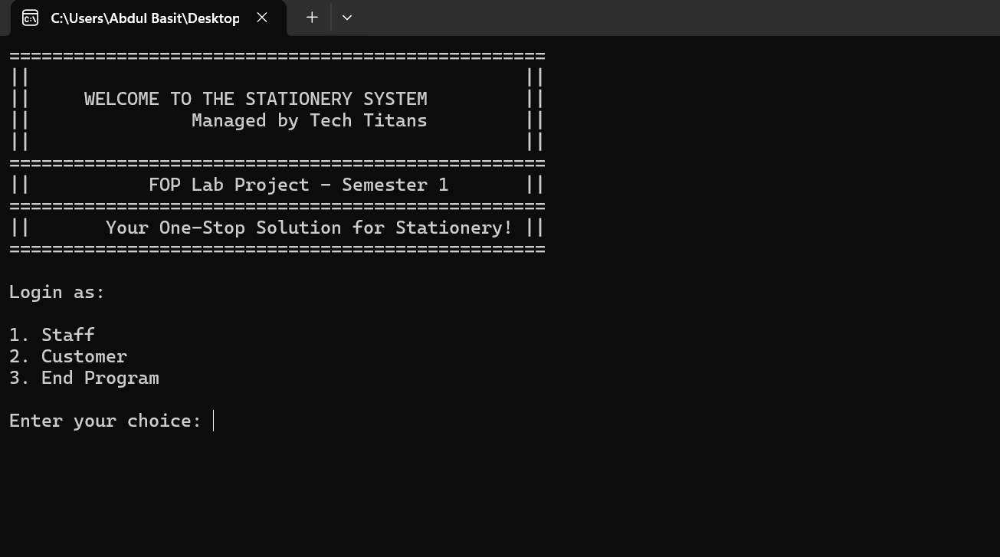 C:\Users\Abdul Basit\Desktop
==================================================
||                                              ||
||     WELCOME TO THE STATIONERY SYSTEM         ||
||               Managed by Tech Titans         ||
||                                              ||
==================================================
||           FOP Lab Project - Semester 1       ||
==================================================
||       Your One-Stop Solution for Stationery! ||
==================================================
Login as:
1. Staff
2. Customer
3. End Program
Enter your choice: